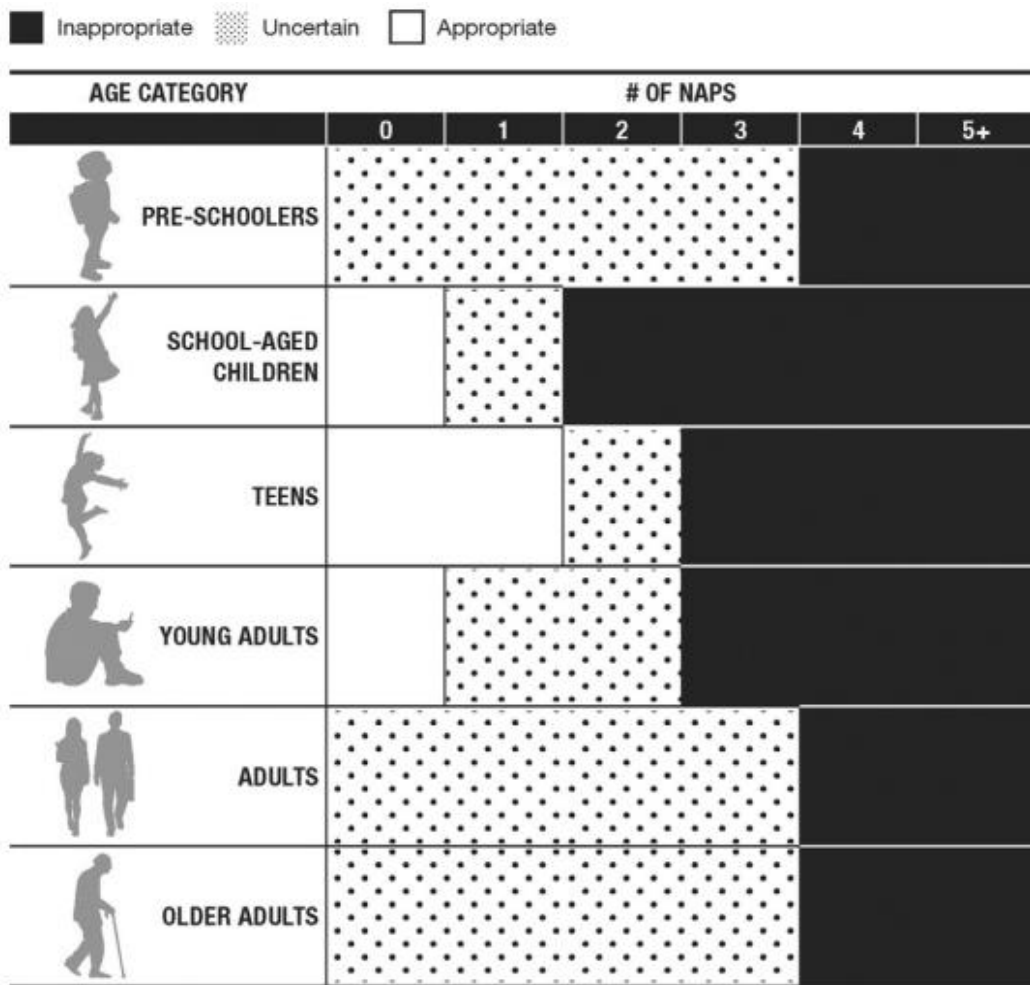 Inappropriate Uncertain Appropriate
AGE CATEGORY # OF NAPS
0 1 2 3 4 5+
PRE-SCHOOLERS
SCHOOL-AGED
CHILDREN
TEENS
YOUNG ADULTS
ADULTS
OLDER ADULTS